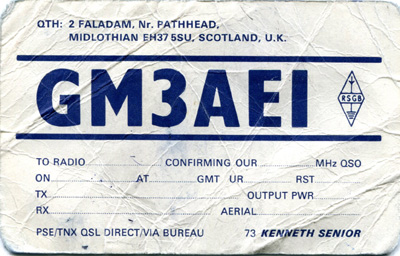 QTH: 2 FALADAM, Nr. PATHHEAD,
MIDLOTHIAN EH37 5SU, SCOTLAND, U.K.
GM3AEI
RSGB
TO RADIO CONFIRMING OUR MHz QSO
ON AT GMT UR RST
TX OUTPUT PWR
RX AERIAL
PSE/TNX QSL DIRECT/VIA BUREAU 73 KENNETH SENIOR